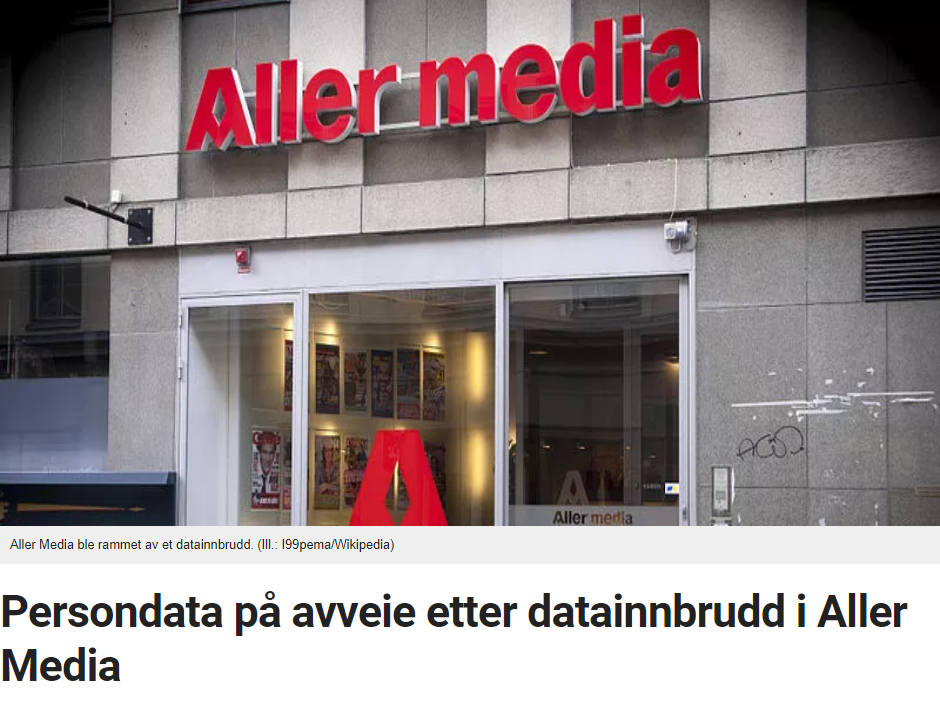 Aller media
Aller media
Aller Media ble rammet av et datainnbrudd. (Ill.: I99pema/Wikipedia)
Persondata på avveie etter datainnbrudd i Aller
Media